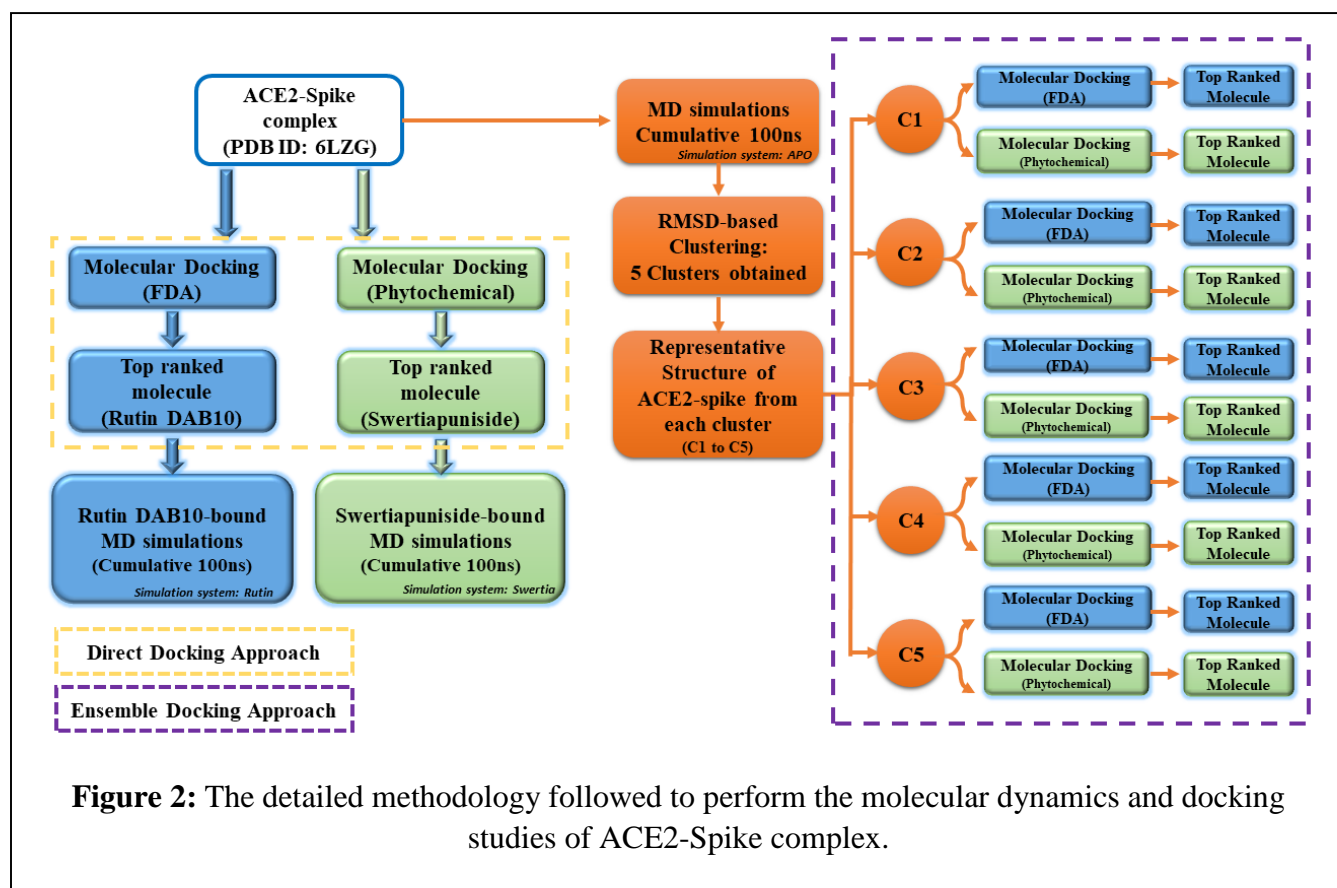 ACE2-Spike
complex
(PDB ID: 6LZG)
Molecular Docking
(FDA)
Molecular Docking
(Phytochemical)
Top ranked
molecule
(Rutin DAB10)
Top ranked
molecule
(Swertiapuniside)
Rutin DAB10-bound
MD simulations
(Cumulative 100ns)
Simulation system: Rutin
Swertiapuniside-bound
MD simulations
(Cumulative 100ns)
Simulation system: Swertia
Direct Docking Approach
Ensemble Docking Approach
MD simulations
Cumulative 100ns
Simulation system: APO
RMSD-based
Clustering:
5 Clusters obtained
Representative
Structure of
ACE2-spike from
each cluster
(C1 to C5)
C1
Molecular Docking
(FDA)
Top Ranked
Molecule
Molecular Docking
(Phytochemical)
Top Ranked
Molecule
C2
Molecular Docking
(FDA)
Top Ranked
Molecule
Molecular Docking
(Phytochemical)
Top Ranked
Molecule
C3
Molecular Docking
(FDA)
Top Ranked
Molecule
Molecular Docking
(Phytochemical)
Top Ranked
Molecule
C4
Molecular Docking
(FDA)
Top Ranked
Molecule
Molecular Docking
(Phytochemical)
Top Ranked
Molecule
C5
Molecular Docking
(FDA)
Top Ranked
Molecule
Molecular Docking
(Phytochemical)
Top Ranked
Molecule
Figure 2: The detailed methodology followed to perform the molecular dynamics and docking
studies of ACE2-Spike complex.